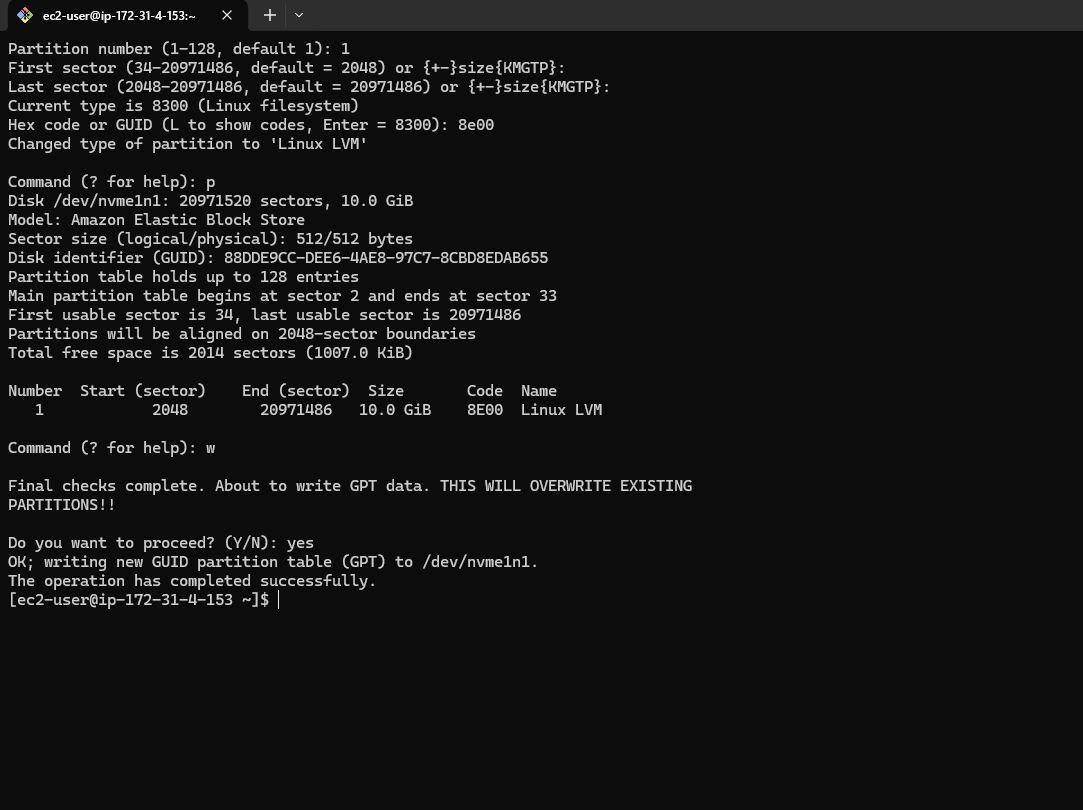 ec2-user@ip-172-31-4-153:~
Partition number (1-128, default 1): 1
First sector (34-20971486, default = 2048) or {+-}size{KMGTP}:
Last sector (2048-20971486, default = 20971486) or {+-}size{KMGTP}:
Current type is 8300 (Linux filesystem)
Hex code or GUID (L to show codes, Enter = 8300): 8e00
Changed type of partition to 'Linux LVM'

Command (? for help): p
Disk /dev/nvme1n1: 20971520 sectors, 10.0 GiB
Model: Amazon Elastic Block Store
Sector size (logical/physical): 512/512 bytes
Disk identifier (GUID): 88DDE9CC-DEE6-4AE8-97C7-8CBD8EDAB655
Partition table holds up to 128 entries
Main partition table begins at sector 2 and ends at sector 33
First usable sector is 34, last usable sector is 20971486
Partitions will be aligned on 2048-sector boundaries
Total free space is 2014 sectors (1007.0 KiB)

Number  Start (sector)    End (sector)  Size       Code  Name
   1            2048        20971486   10.0 GiB    8E00  Linux LVM

Command (? for help): w

Final checks complete. About to write GPT data. THIS WILL OVERWRITE EXISTING
PARTITIONS!!

Do you want to proceed? (Y/N): yes
OK; writing new GUID partition table (GPT) to /dev/nvme1n1.
The operation has completed successfully.
[ec2-user@ip-172-31-4-153 ~]$